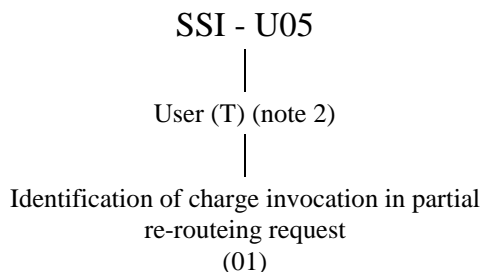 SSI - U05
User (T) (note 2)
Identification of charge invocation in partial
re-routeing request
(01)